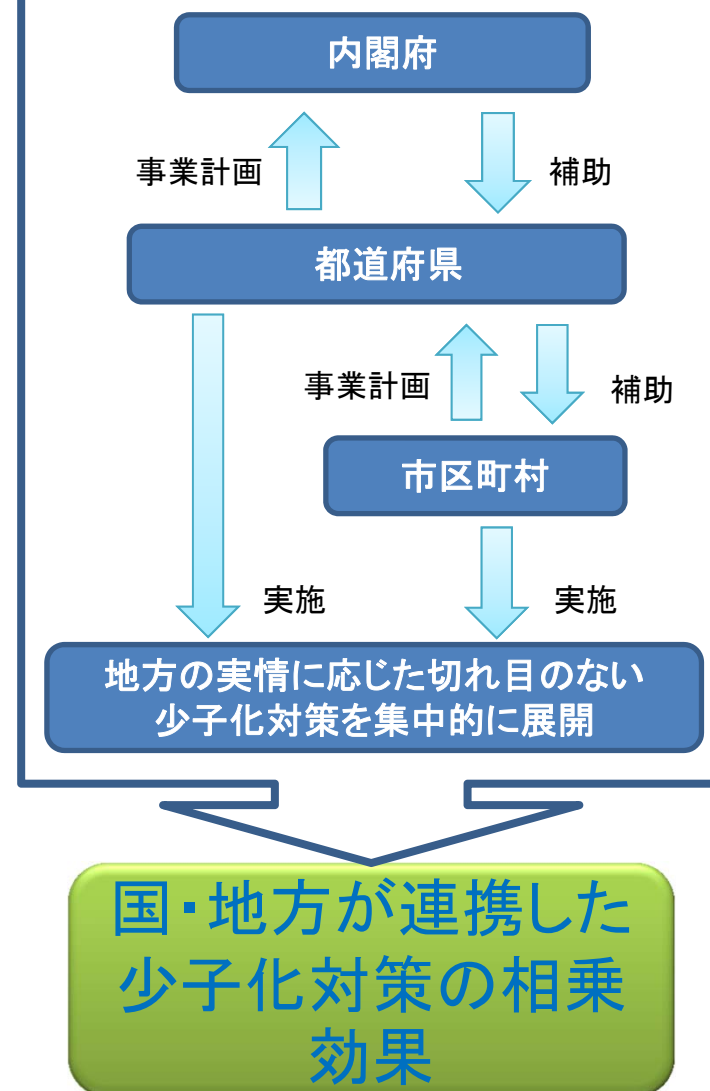 内閣府
事業計画
補助
都道府県
事業計画
補助
市区町村
実施
実施
地方の実情に応じた切れ目のない
少子化対策を集中的に展開
国・地方が連携した
少子化対策の相乗
効果